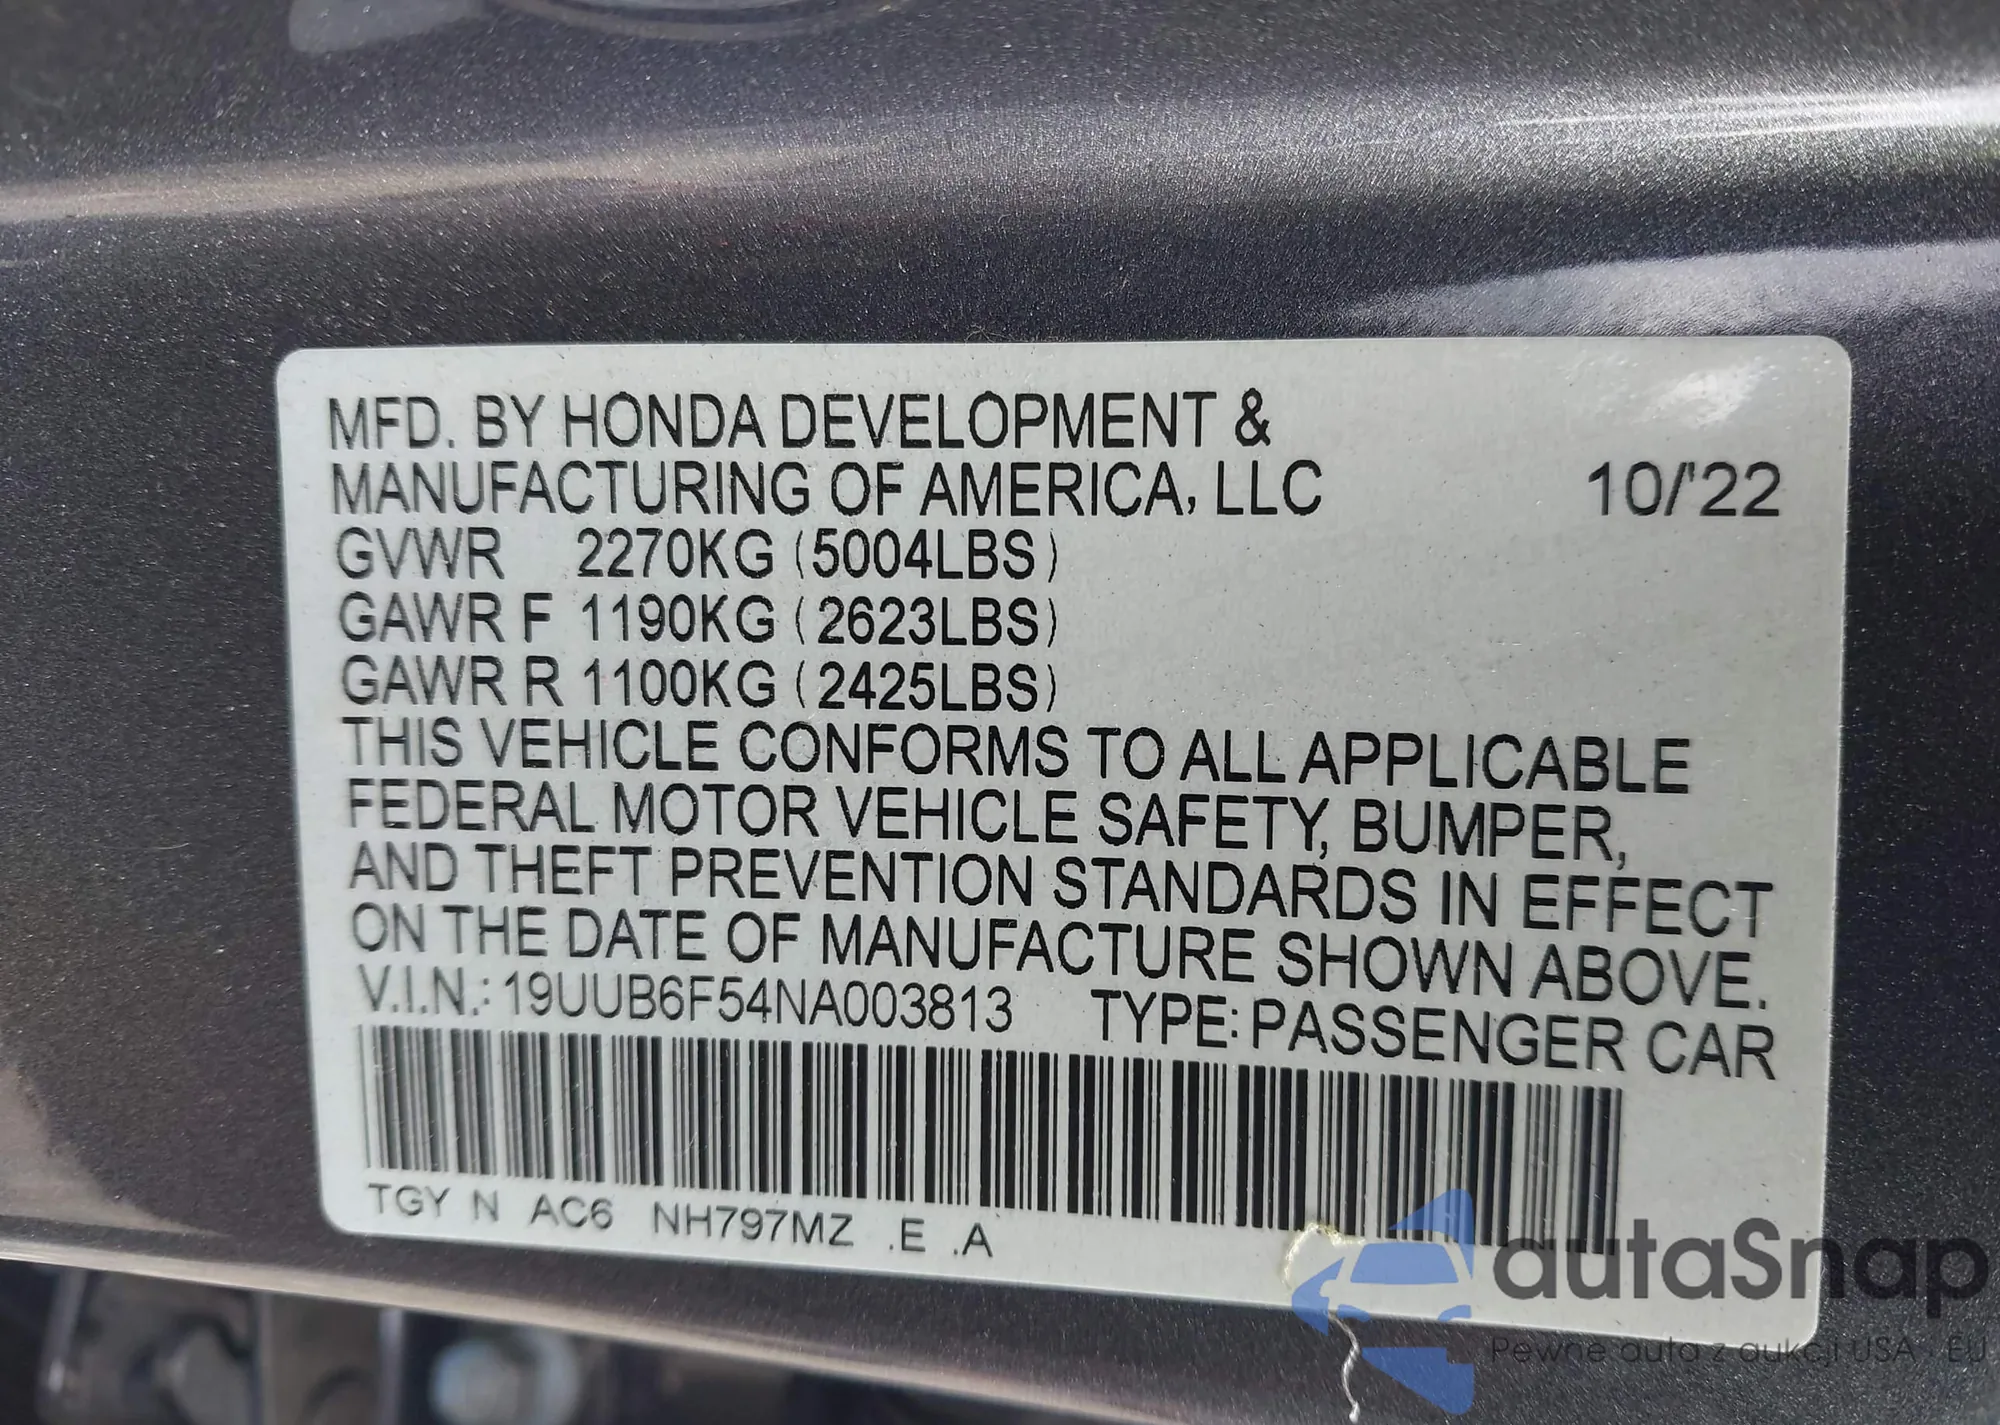 MFD. BY HONDA DEVELOPMENT &
MANUFACTURING OF AMERICA, LLC 10/'22
GVWR 2270KG (5004LBS)
GAWR F 1190KG (2623LBS)
GAWR R 1100KG (2425LBS)
THIS VEHICLE CONFORMS TO ALL APPLICABLE
FEDERAL MOTOR VEHICLE SAFETY, BUMPER,
AND THEFT PREVENTION STANDARDS IN EFFECT
ON THE DATE OF MANUFACTURE SHOWN ABOVE.
V.I.N.: 19UUB6F54NA003813 TYPE: PASSENGER CAR
TGY N AC6 NH797MZ .E .A
autaSnap
Pewne auta z aukcji USA - EU